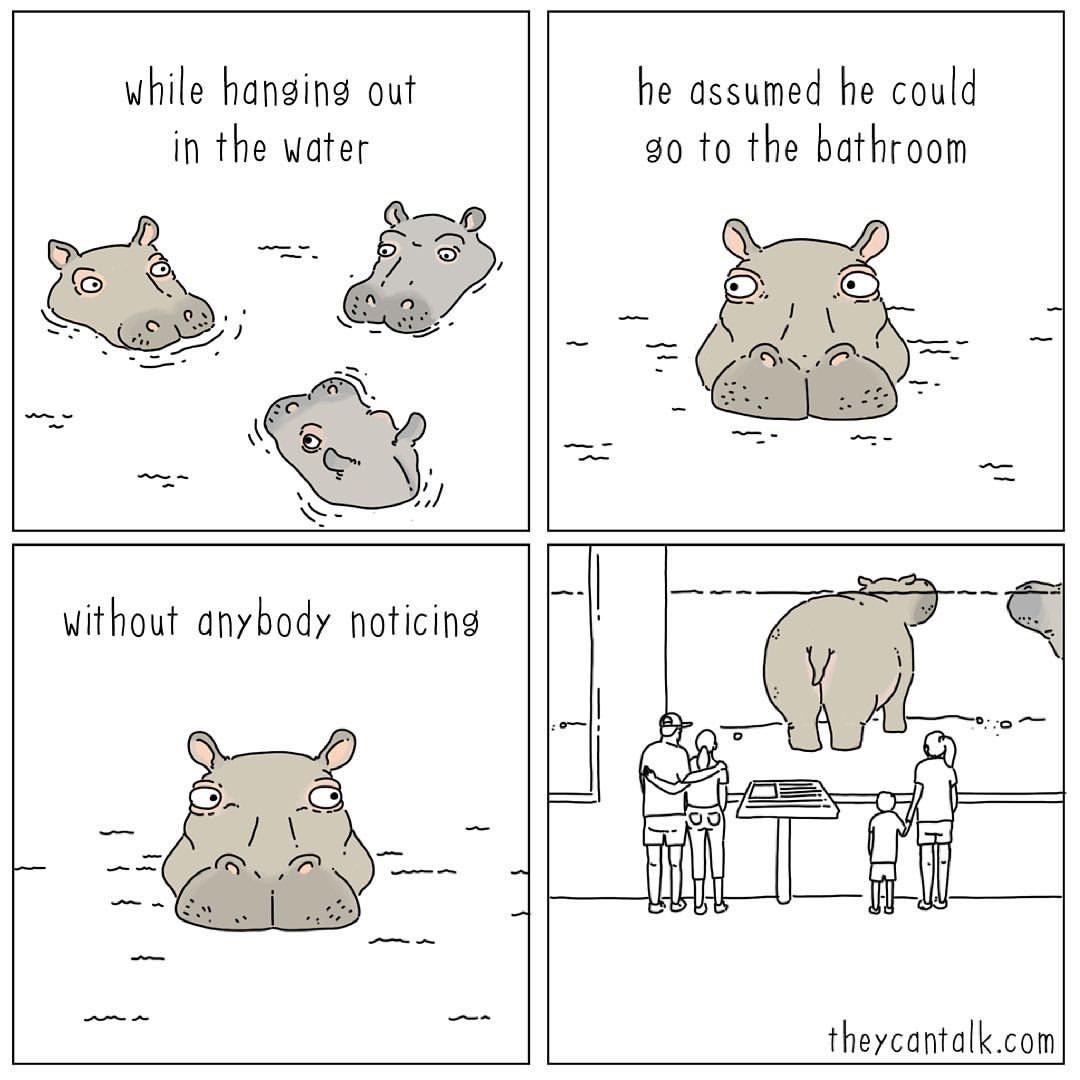 while hanging out
in the water
he assumed he could
go to the bathroom
without anybody noticing
theycantalk.com